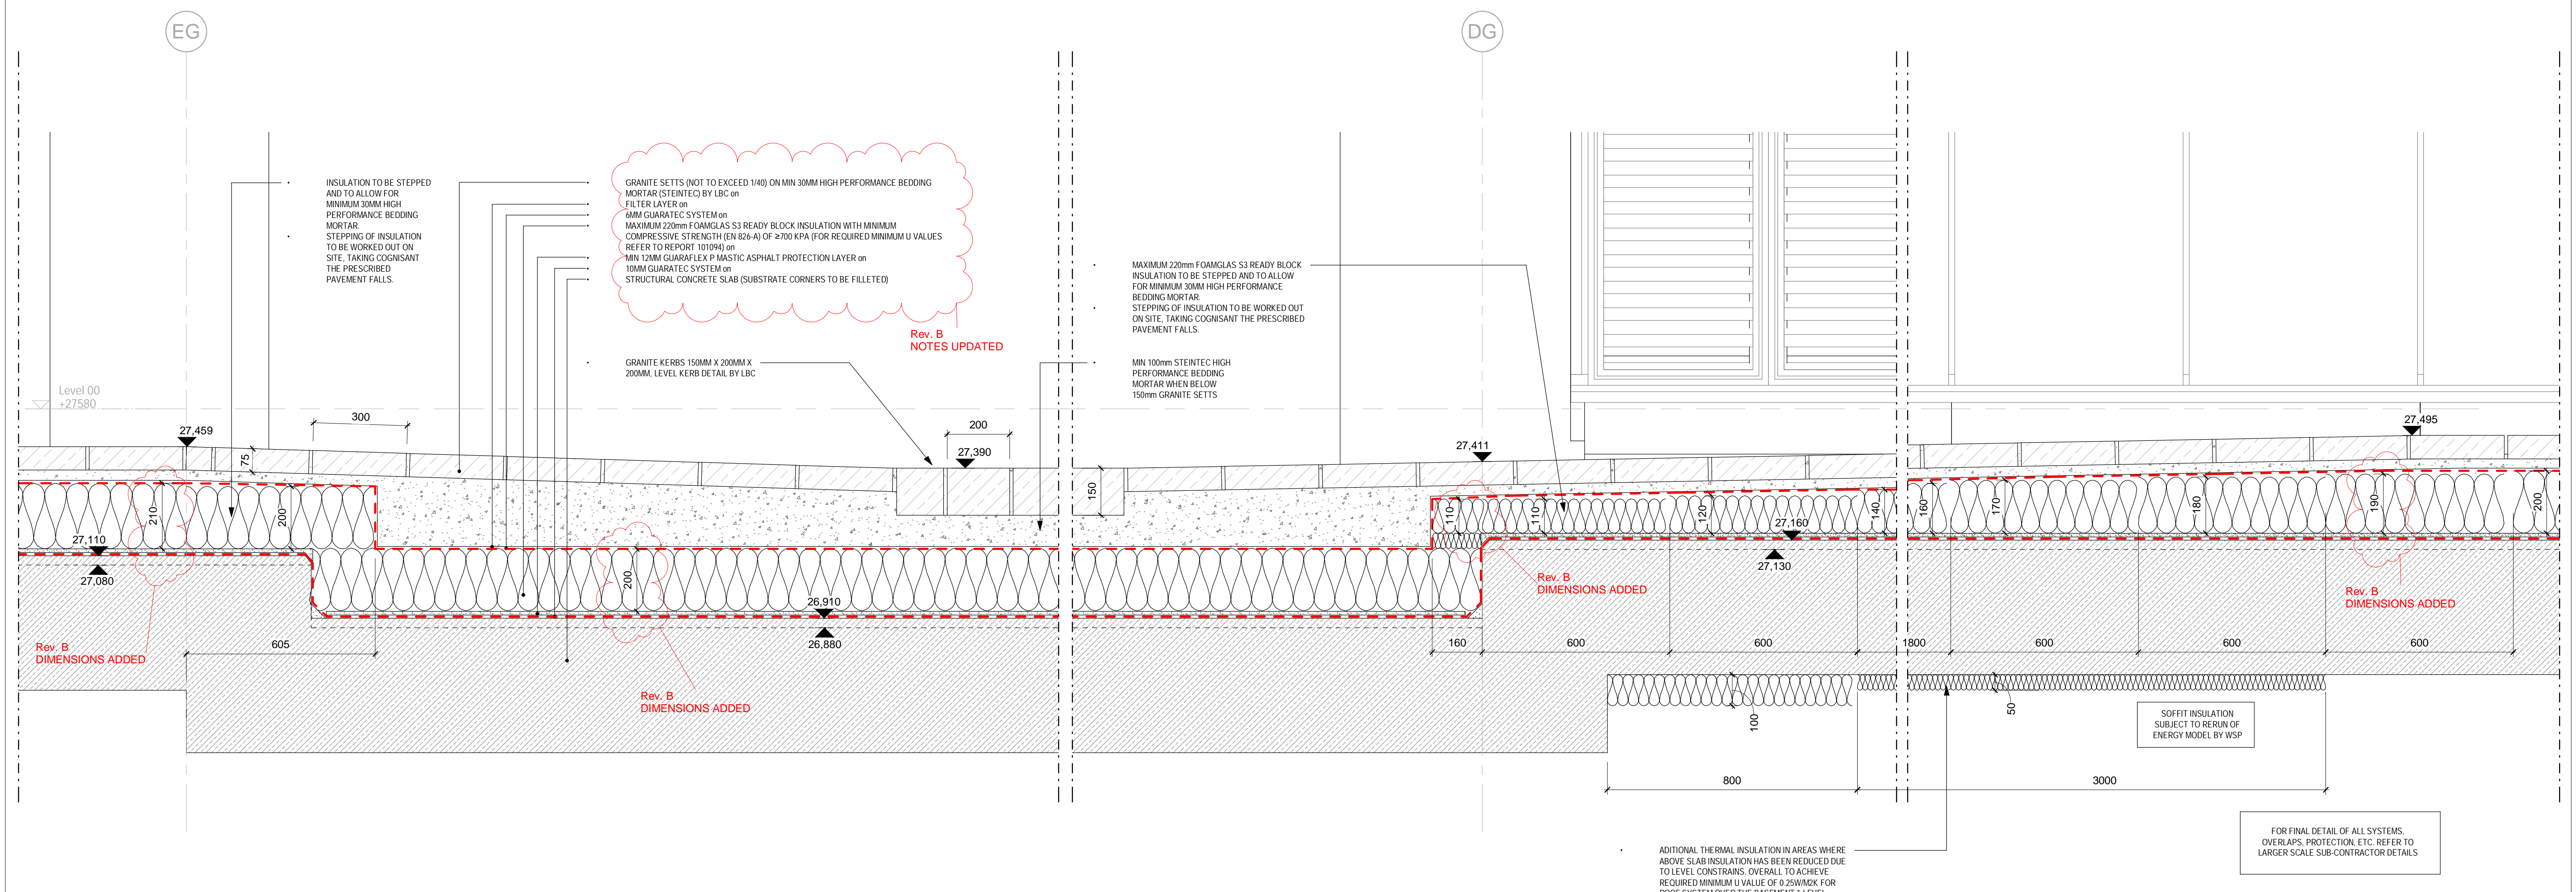 EG
DG
INSULATION TO BE STEPPED
AND TO ALLOW FOR
MINIMUM 30MM HIGH
PERFORMANCE BEDDING
MORTAR.
STEPPING OF INSULATION
TO BE WORKED OUT ON
SITE, TAKING COGNISANT
THE PRESCRIBED
PAVEMENT FALLS.
GRANITE SETTS (NOT TO EXCEED 1/40) ON MIN 30MM HIGH PERFORMANCE BEDDING
MORTAR (STEINTEC) BY LBC on
FILTER LAYER on
6MM GUARATEC SYSTEM on
MAXIMUM 220mm FOAMGLAS S3 READY BLOCK INSULATION WITH MINIMUM
COMPRESSIVE STRENGTH (EN 826-A) OF ≥700 KPA (FOR REQUIRED MINIMUM U VALUES
REFER TO REPORT 101094) on
MIN 12MM GUARAFLEX P MASTIC ASPHALT PROTECTION LAYER on
10MM GUARATEC SYSTEM on
STRUCTURAL CONCRETE SLAB (SUBSTRATE CORNERS TO BE FILLETED)
Rev. B
NOTES UPDATED
GRANITE KERBS 150MM X 200MM X
200MM, LEVEL KERB DETAIL BY LBC
MAXIMUM 220mm FOAMGLAS S3 READY BLOCK
INSULATION TO BE STEPPED AND TO ALLOW
FOR MINIMUM 30MM HIGH PERFORMANCE
BEDDING MORTAR.
STEPPING OF INSULATION TO BE WORKED OUT
ON SITE, TAKING COGNISANT THE PRESCRIBED
PAVEMENT FALLS.
MIN 100mm STEINTEC HIGH
PERFORMANCE BEDDING
MORTAR WHEN BELOW
150mm GRANITE SETTS
Level 00
+27580
27,459
75
300
200
27,390
150
27,411
27,495
210
200
27,110
27,080
200
26,910
26,880
110
110
120
27,160
27,130
140
160
170
180
190
200
Rev. B
DIMENSIONS ADDED
605
Rev. B
DIMENSIONS ADDED
Rev. B
DIMENSIONS ADDED
Rev. B
DIMENSIONS ADDED
160
600
600
1800
600
600
600
100
50
SOFFIT INSULATION
SUBJECT TO RERUN OF
ENERGY MODEL BY WSP
800
3000
FOR FINAL DETAIL OF ALL SYSTEMS,
OVERLAPS, PROTECTION, ETC. REFER TO
LARGER SCALE SUB-CONTRACTOR DETAILS
ADITIONAL THERMAL INSULATION IN AREAS WHERE
ABOVE SLAB INSULATION HAS BEEN REDUCED DUE
TO LEVEL CONSTRAINS. OVERALL TO ACHIEVE
REQUIRED MINIMUM U VALUE OF 0.25W/M2K FOR
ROOF SYSTEM OVER THE BASEMENT 1 LEVEL